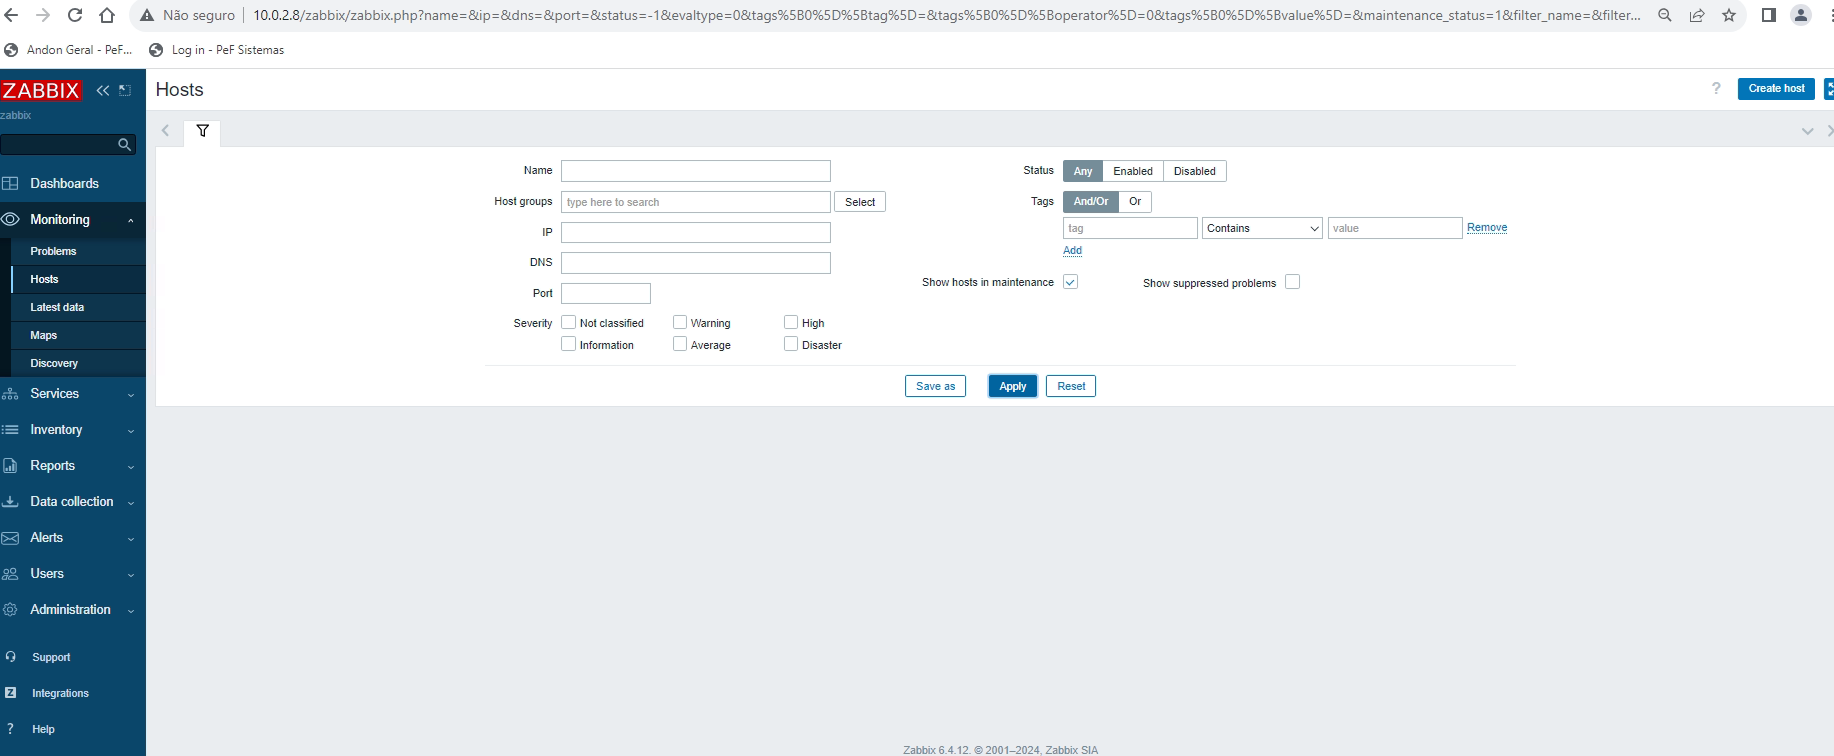 Não seguro
10.0.2.8/zabbix/zabbix.php?name=&ip=&dns=&port=&status=-1&evaltype=0&tags%5B0%5D%5Btag%5D=&tags%5B0%5D%5Boperator%5D=0&tags%5B0%5D%5Bvalue%5D=&maintenance_status=1&filter_name=&filter...
Andon Geral - PeF...
Log in - PeF Sistemas
ZABBIX
zabbix
Hosts
?
Create host
Dashboards
Monitoring
Problems
Hosts
Latest data
Maps
Discovery
Services
Inventory
Reports
Data collection
Alerts
Users
Administration
Support
Z
Integrations
?
Help
Name
Host groups
type here to search
Select
IP
DNS
Port
Severity
Not classified
Warning
High
Information
Average
Disaster
Status
Any
Enabled
Disabled
Tags
And/Or
Or
tag
Contains
value
Remove
Add
Show hosts in maintenance
Show suppressed problems
Save as
Apply
Reset
Zabbix 6.4.12. © 2001–2024, Zabbix SIA